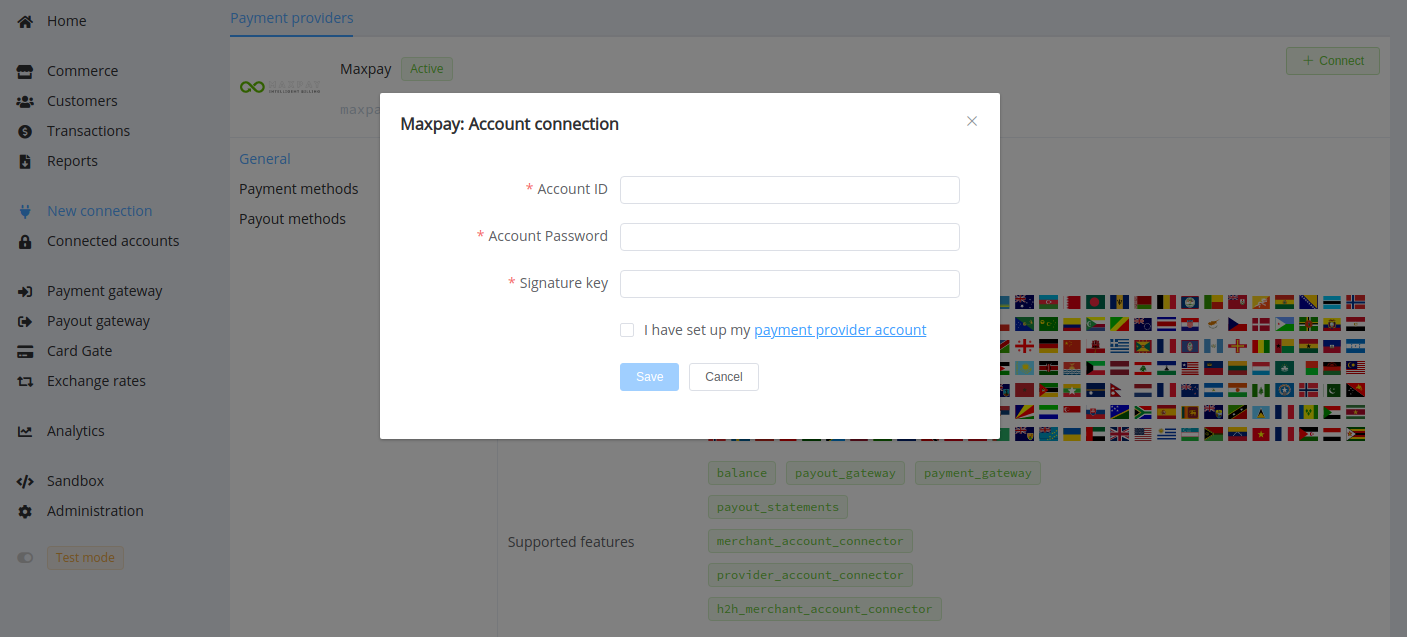 Home
Commerce
Customers
Transactions
Reports
New connection
Connected accounts
Payment gateway
Payout gateway
Card Gate
Exchange rates
Analytics
Sandbox
Administration
Test mode
Payment providers
MAXPAY
INTELLIGENT BILLING
Maxpay Active
maxpa
+ Connect
General
Payment methods
Payout methods
Maxpay: Account connection
* Account ID
* Account Password
* Signature key
I have set up my payment provider account
Save Cancel
Supported features
balance payout_gateway payment_gateway
payout_statements
merchant_account_connector
provider_account_connector
h2h_merchant_account_connector